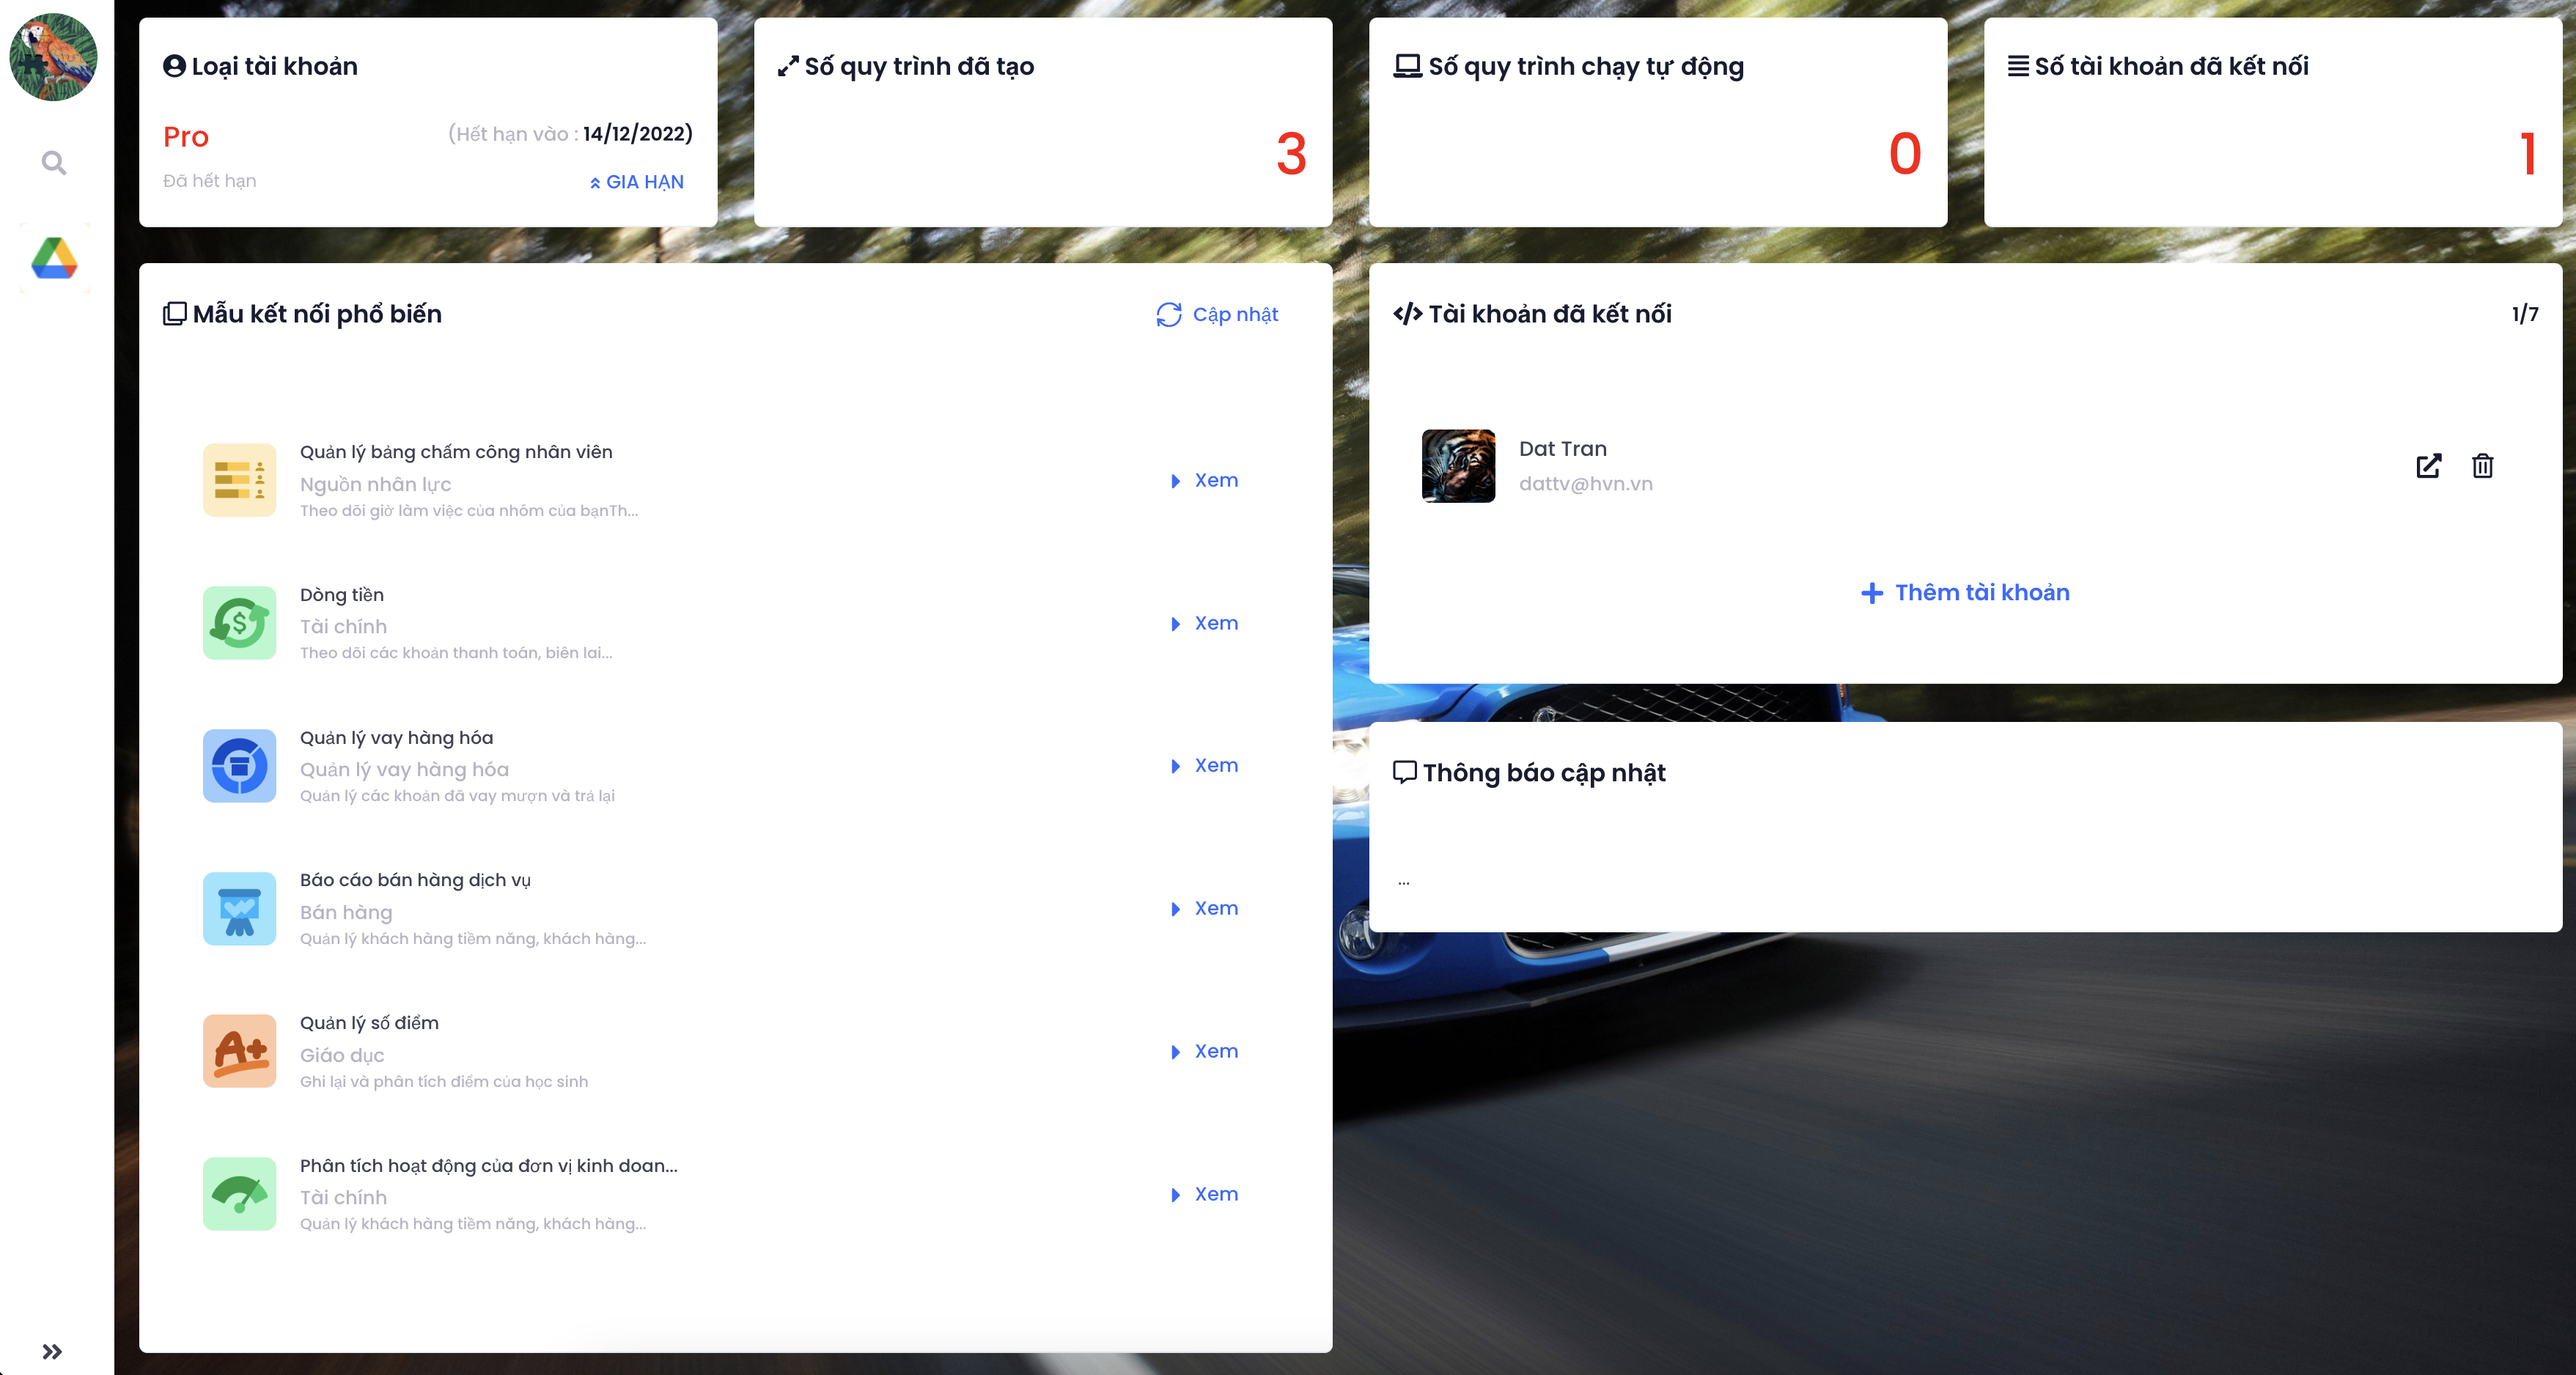 Loại tài khoản
Pro
(Hết hạn vào : 14/12/2022)
Đã hết hạn
GIA HẠN
Số quy trình đã tạo
3
Số quy trình chạy tự động
0
Số tài khoản đã kết nối
1
Mẫu kết nối phổ biến
Cập nhật
Quản lý bảng chấm công nhân viên
Nguồn nhân lực
Theo dõi giờ làm việc của nhóm của bạnTh...
Xem
Dòng tiền
Tài chính
Theo dõi các khoản thanh toán, biên lai...
Xem
Quản lý vay hàng hóa
Quản lý vay hàng hóa
Quản lý các khoản đã vay mượn và trả lại
Xem
Báo cáo bán hàng dịch vụ
Bán hàng
Quản lý khách hàng tiềm năng, khách hàng...
Xem
Quản lý số điểm
Giáo dục
Ghi lại và phân tích điểm của học sinh
Xem
A+
Phân tích hoạt động của đơn vị kinh doan...
Tài chính
Quản lý khách hàng tiềm năng, khách hàng...
Xem
Tài khoản đã kết nối
1/7
Dat Tran
dattv@hvn.vn
Thêm tài khoản
Thông báo cập nhật
...